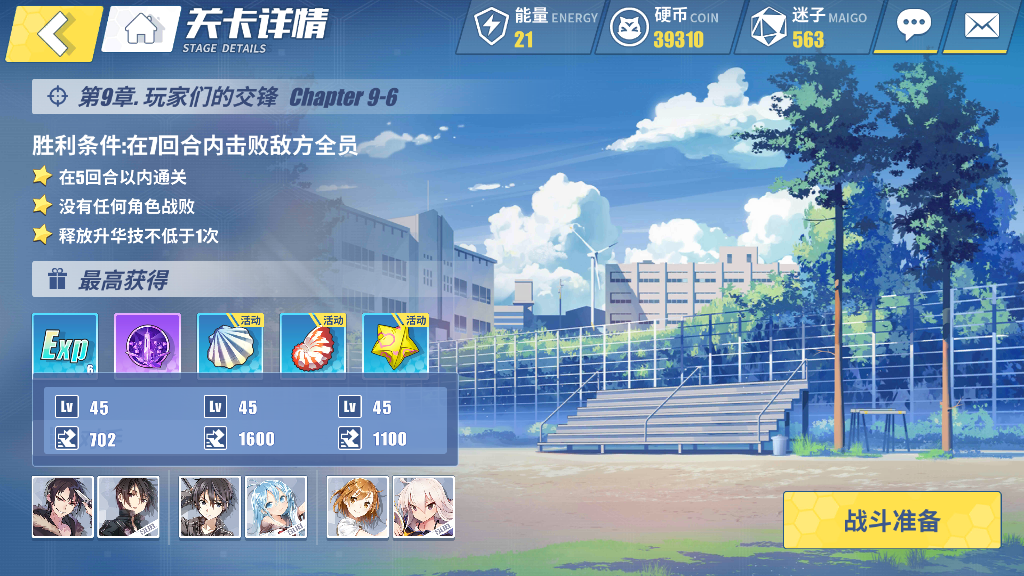 关卡详情
STAGE DETAILS
能量 ENERGY
21
硬币 COIN
39310
迷子 MAIGO
563
第9章. 玩家们的交锋 Chapter 9-6
胜利条件:在7回合内击败敌方全员
在5回合以内通关
没有任何角色战败
释放升华技不低于1次
最高获得
Exp
6
活动
活动
活动
Lv 45
Lv 45
Lv 45
702
1600
1100
战斗准备